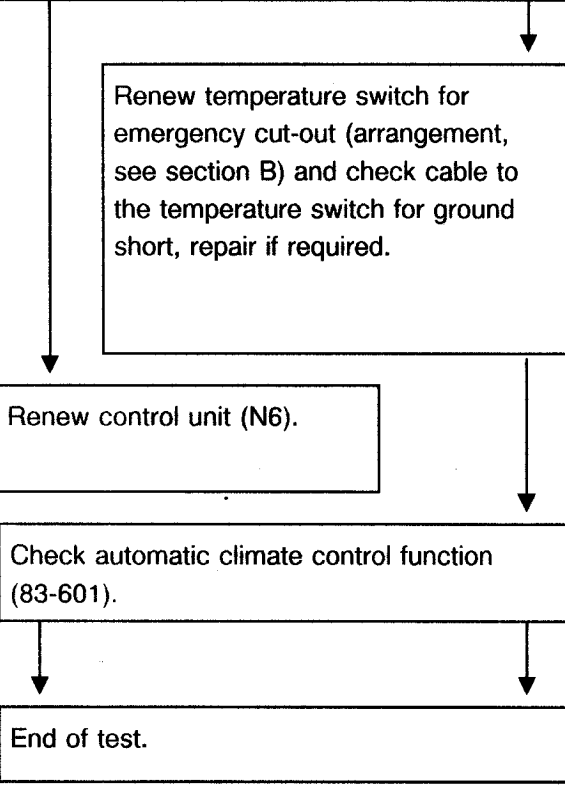 Renew temperature switch for
emergency cut-out (arrangement,
see section B) and check cable to
the temperature switch for ground
short, repair if required.
Renew control unit (N6).
Check automatic climate control function
(83-601).
End of test.